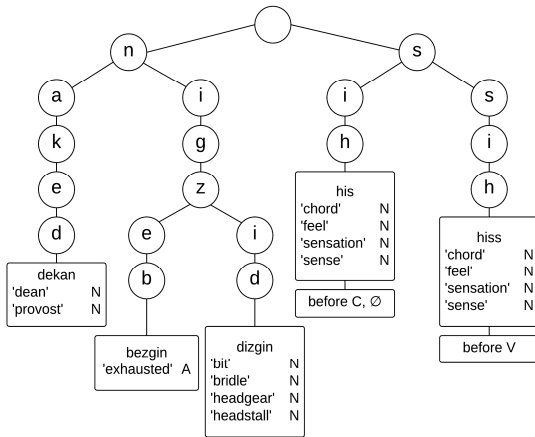 n s
a i i s
k g h i
e z h
d e i
b d
dekan
'dean' N
'provost' N
bezgin
'exhausted' A
dizgin
'bit' N
'bridle' N
'headgear' N
'headstall' N
his
'chord' N
'feel' N
'sensation' N
'sense' N
before C, ∅
hiss
'chord' N
'feel' N
'sensation' N
'sense' N
before V